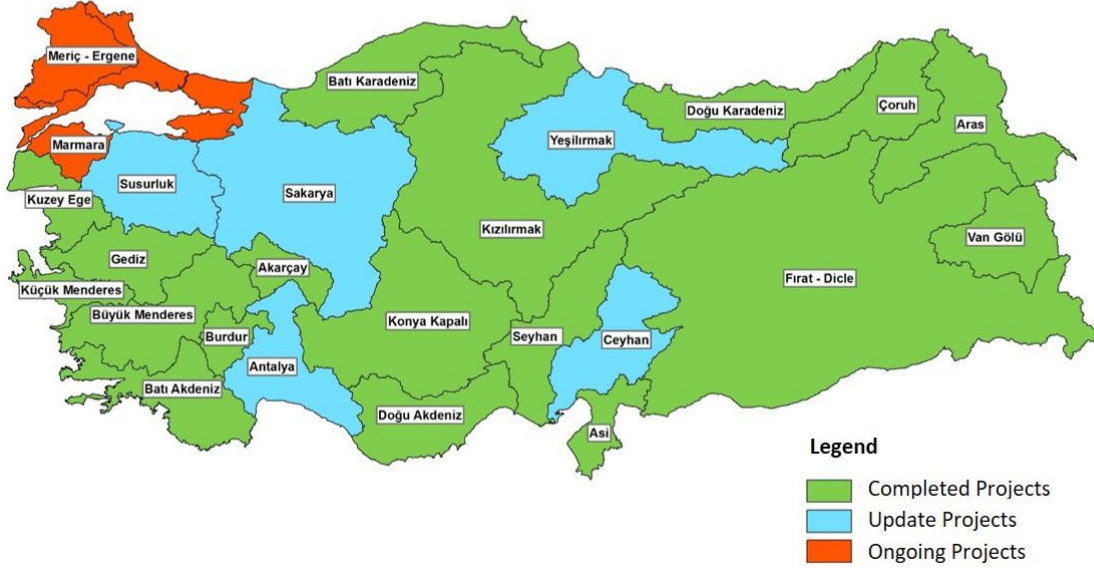 Meriç - Ergene
Batı Karadeniz
Doğu Karadeniz
Çoruh
Aras
Marmara
Yeşilırmak
Susurluk
Sakarya
Kuzey Ege
Kızılırmak
Van Gölü
Gediz
Akarçay
Fırat - Dicle
Küçük Menderes
Büyük Menderes
Konya Kapalı
Burdur
Seyhan
Ceyhan
Antalya
Batı Akdeniz
Doğu Akdeniz
Asi
Legend
Completed Projects
Update Projects
Ongoing Projects